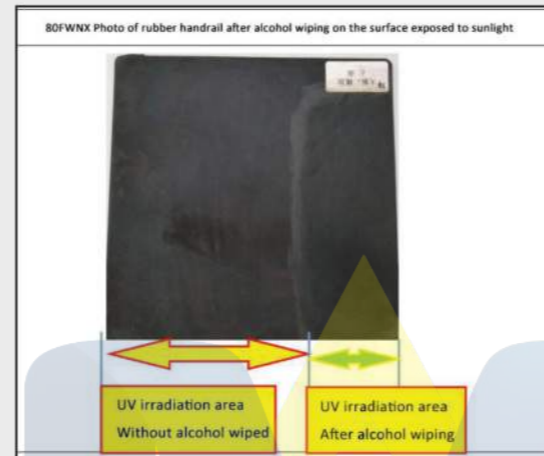 80FWNX Photo of rubber handrail after alcohol wiping on the surface exposed to sunlight
UV irradiation area
Without alcohol wiped
UV irradiation area
After alcohol wiping